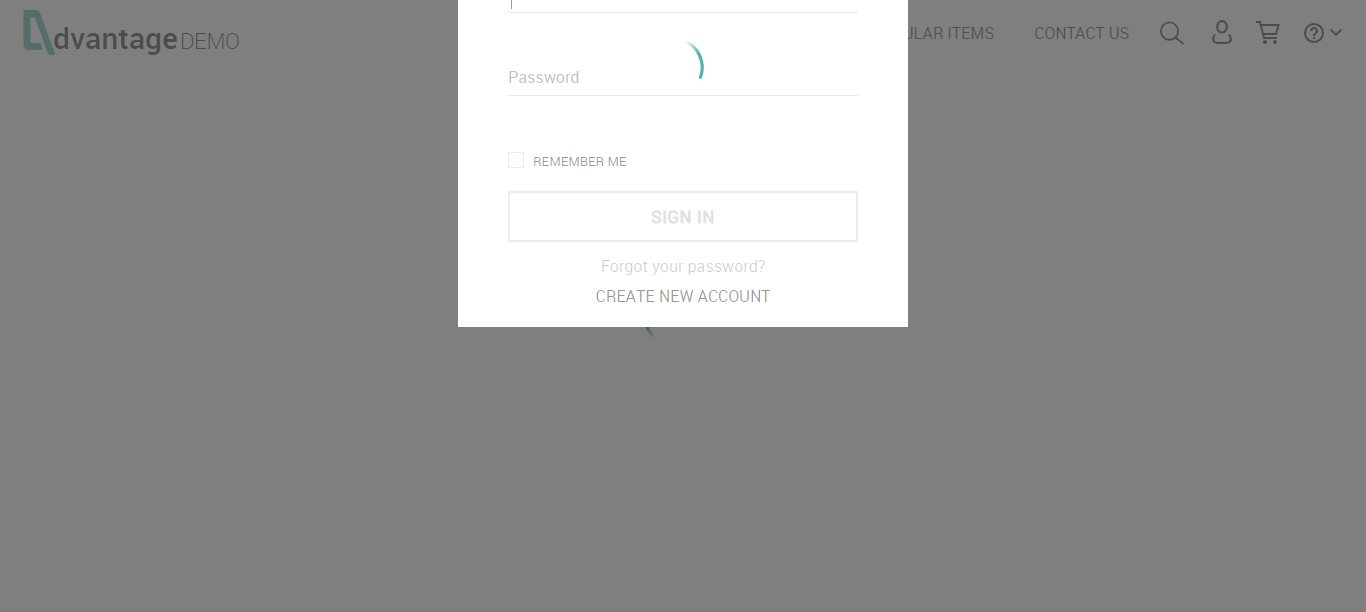 dvantage DEMO
ULAR ITEMS
CONTACT US
Password
REMEMBER ME
SIGN IN
Forgot your password?
CREATE NEW ACCOUNT